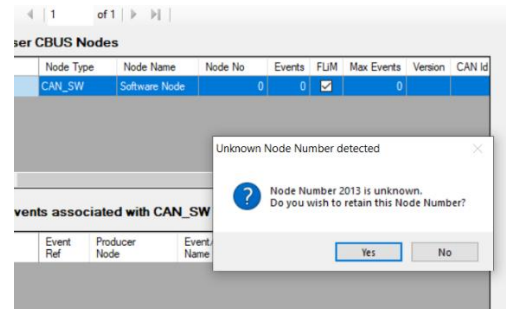 1 of 1
ser CBUS Nodes
Node Type Node Name Node No Events FLiM Max Events Version CAN Id
CAN_SW Software Node 0 0 0
Unknown Node Number detected
Node Number 2013 is unknown.
Do you wish to retain this Node Number?
Yes No
vents associated with CAN_SW
Event Ref Producer Node Event/ Name